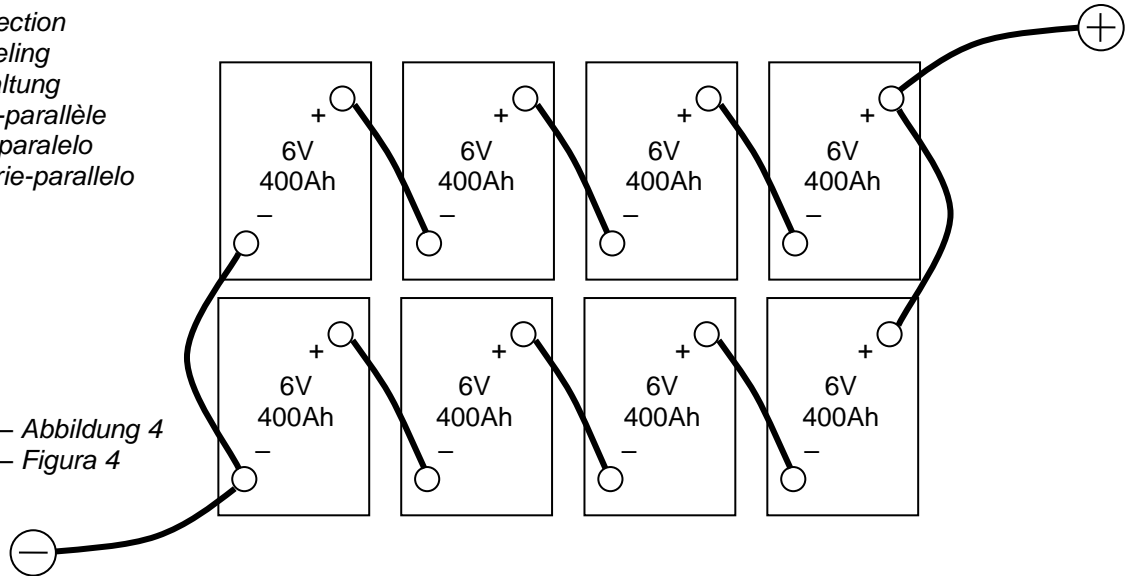 ection
eling
altung
-parallèle
paralelo
rie-parallelo
+
+
+
+
+
6V
6V
6V
6V
400Ah
400Ah
400Ah
400Ah
–
–
–
–
+
+
+
+
6V
6V
6V
6V
400Ah
400Ah
400Ah
400Ah
– Abbildung 4
– Figura 4
–
–
–
–
–